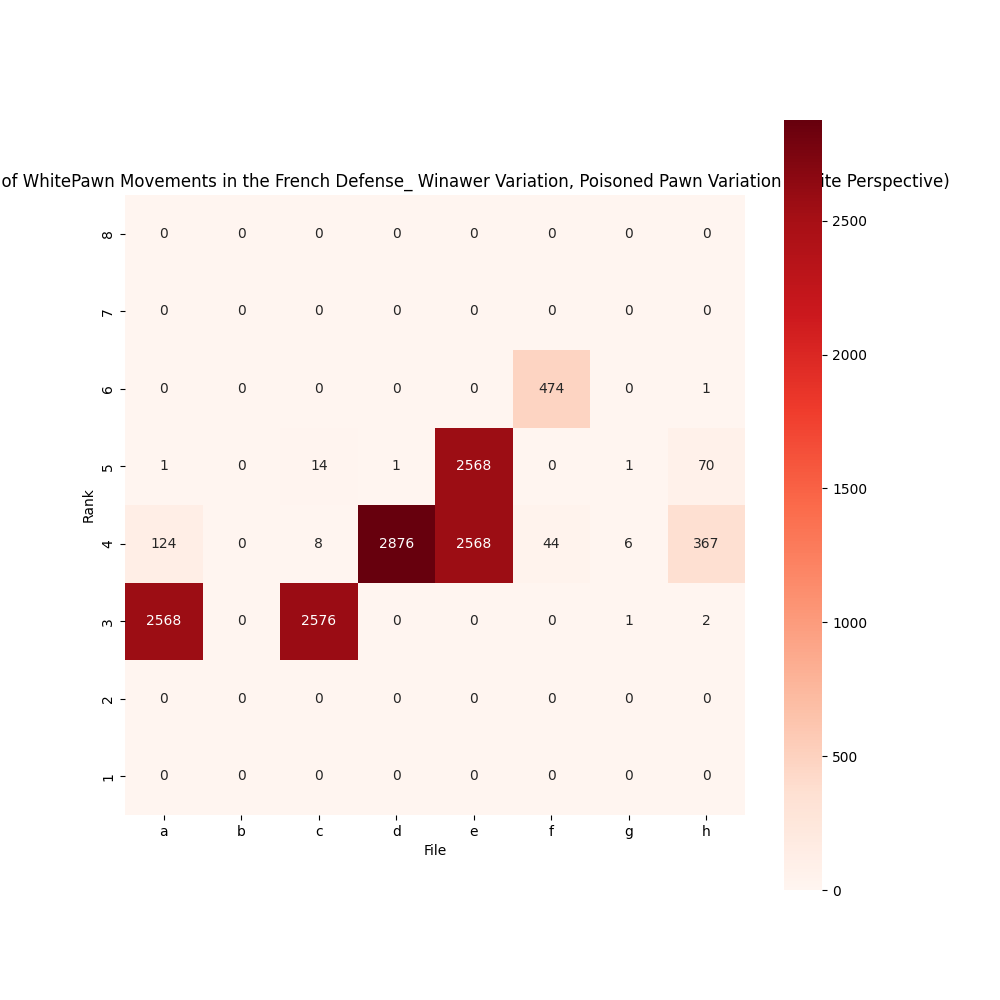 of WhitePawn Movements in the French Defense_ Winawer Variation, Poisoned Pawn Variation ite Perspective)
8 0 0 0 0 0 0 0 0
7 0 0 0 0 0 0 0 0
6 0 0 0 0 0 474 0 1
5 1 0 14 1 2568 0 1 70
Rank
4 124 0 8 2876 2568 44 6 367
3 2568 0 2576 0 0 0 1 2
2 0 0 0 0 0 0 0 0
1 0 0 0 0 0 0 0 0
a b c d e f g h
File
2500
2000
1500
1000
500
0